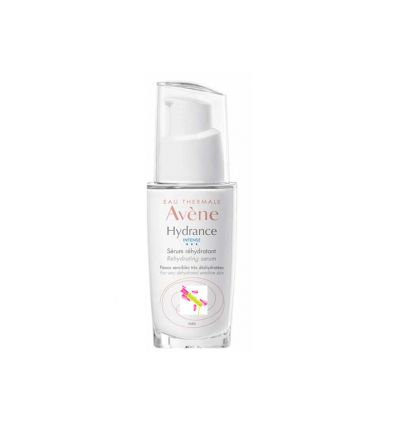 EAU THERMALE
Avène
Hydrance
INTENSE
Sérum réhydratant
Rehydrating serum
Peaux sensibles très déshydratées
For very dehydrated sensitive skin